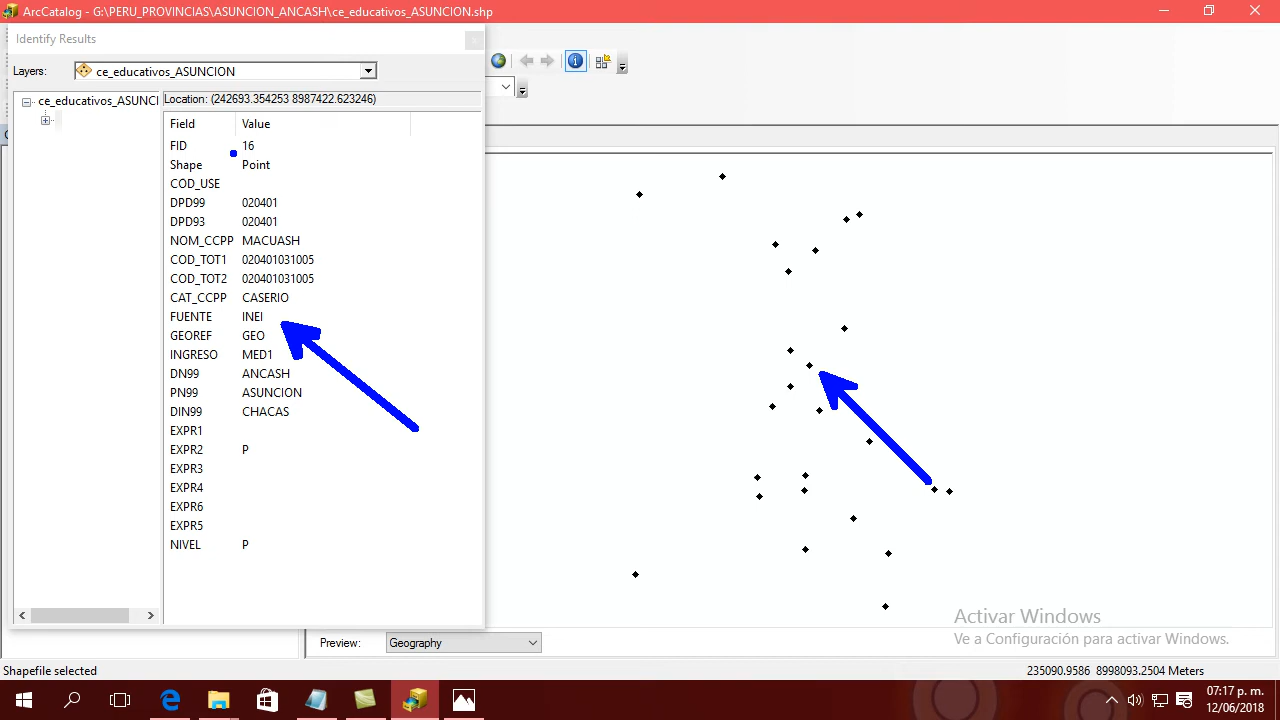 ArcCatalog - G:\PERU_PROVINCIAS\ASUNCION_ANCASH\ce_educativos_ASUNCION.shp
Identify Results
Layers: ce_educativos_ASUNCION
ce_educativos_ASUNCI
Location: (242693.354253 8987422.623246)
Field Value
FID 16
Shape Point
COD_USE
DPD99 020401
DPD93 020401
NOM_CCPP MACUASH
COD_TOT1 020401031005
COD_TOT2 020401031005
CAT_CCPP CASERIO
FUENTE INEI
GEOREF GEO
INGRESO MED1
DN99 ANCASH
PN99 ASUNCION
DIN99 CHACAS
EXPR1
EXPR2 P
EXPR3
EXPR4
EXPR6
EXPR5
NIVEL P
Activar Windows
Ve a Configuración para activar Windows.
Preview: Geography
Shapefile selected
235090.9586 8998093.2504 Meters
07:17 p. m.
12/06/2018